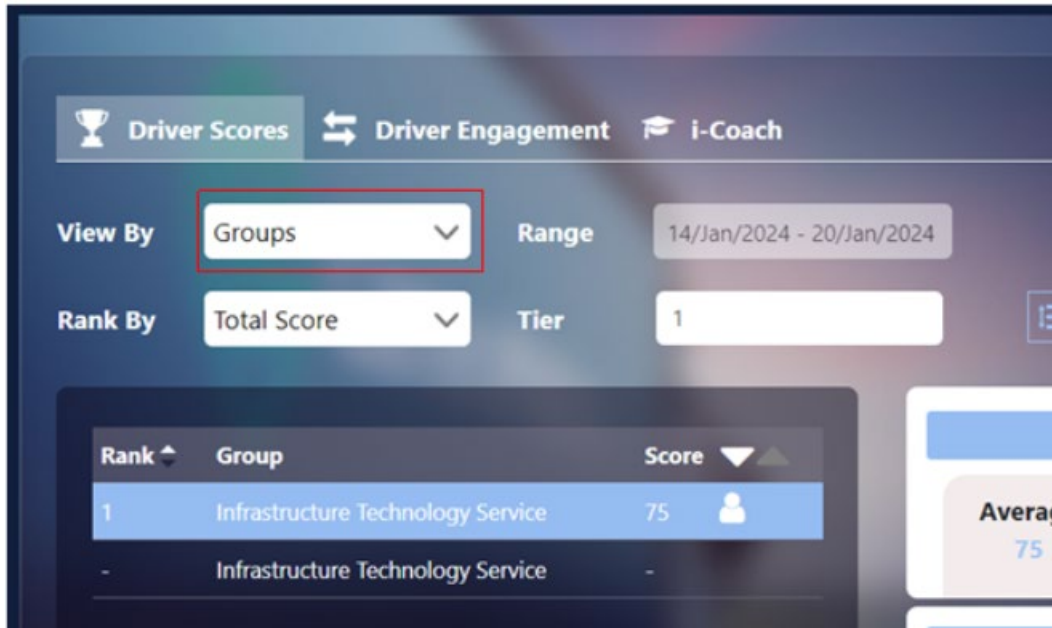 Driver Scores Driver Engagement i-Coach
View By Groups Range 14/Jan/2024 - 20/Jan/2024
Rank By Total Score Tier 1
Rank Group Score
1 Infrastructure Technology Service 75
- Infrastructure Technology Service -
75